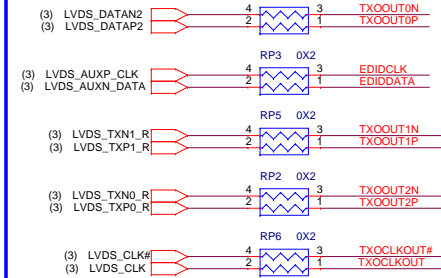 (3) LVDS_DATAN2 4 3 TXOOUT0N
(3) LVDS_DATAP2 2 1 TXOOUT0P
RP3 0X2
(3) LVDS_AUXP_CLK 4 3 EDIDCLK
(3) LVDS_AUXN_DATA 2 1 EDIDDATA
RP5 0X2
(3) LVDS_TXN1_R 4 3 TXOOUT1N
(3) LVDS_TXP1_R 2 1 TXOOUT1P
RP2 0X2
(3) LVDS_TXN0_R 4 3 TXOOUT2N
(3) LVDS_TXP0_R 2 1 TXOOUT2P
RP6 0X2
(3) LVDS_CLK# 4 3 TXOCLKOUT#
(3) LVDS_CLK 2 1 TXOCLKOUT